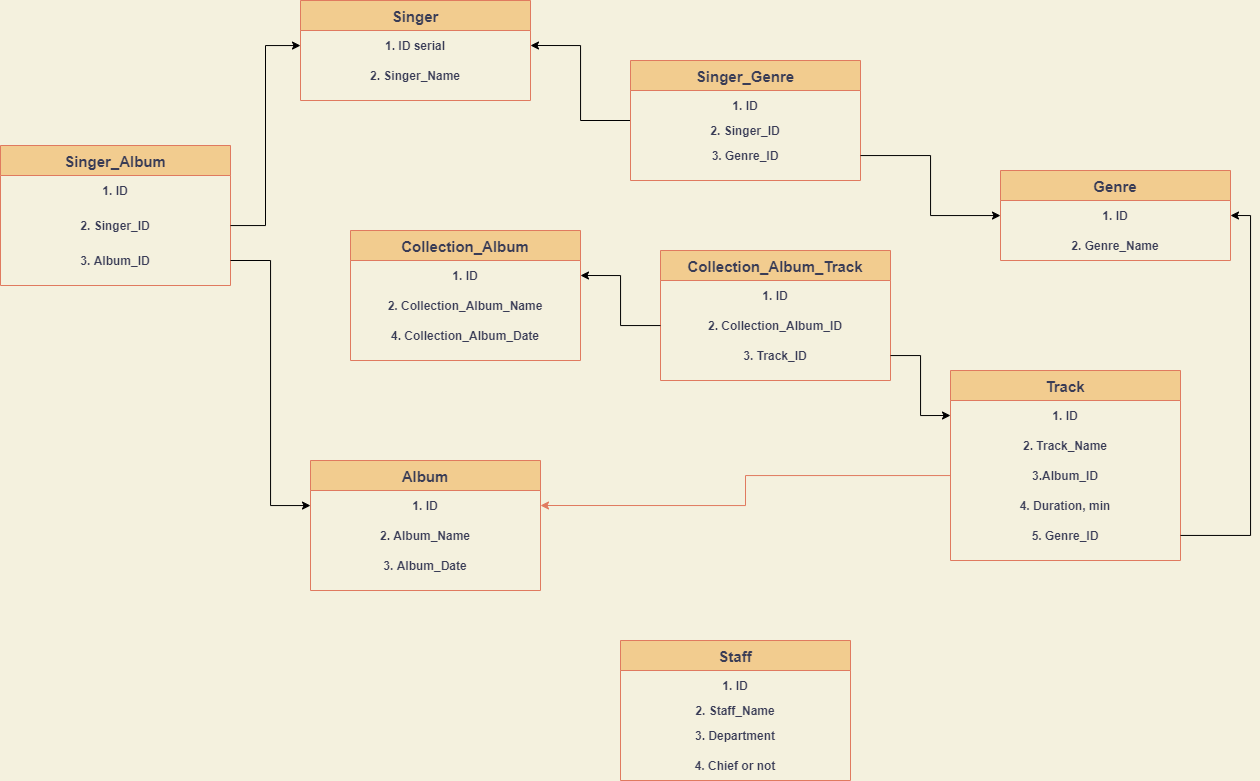 Singer
1. ID serial
2. Singer_Name
Singer_Genre
1. ID
2. Singer_ID
3. Genre_ID
Singer_Album
1. ID
2. Singer_ID
3. Album_ID
Genre
1. ID
2. Genre_Name
Collection_Album
1. ID
2. Collection_Album_Name
4. Collection_Album_Date
Collection_Album_Track
1. ID
2. Collection_Album_ID
3. Track_ID
Track
1. ID
2. Track_Name
3.Album_ID
4. Duration, min
5. Genre_ID
Album
1. ID
2. Album_Name
3. Album_Date
Staff
1. ID
2. Staff_Name
3. Department
4. Chief or not